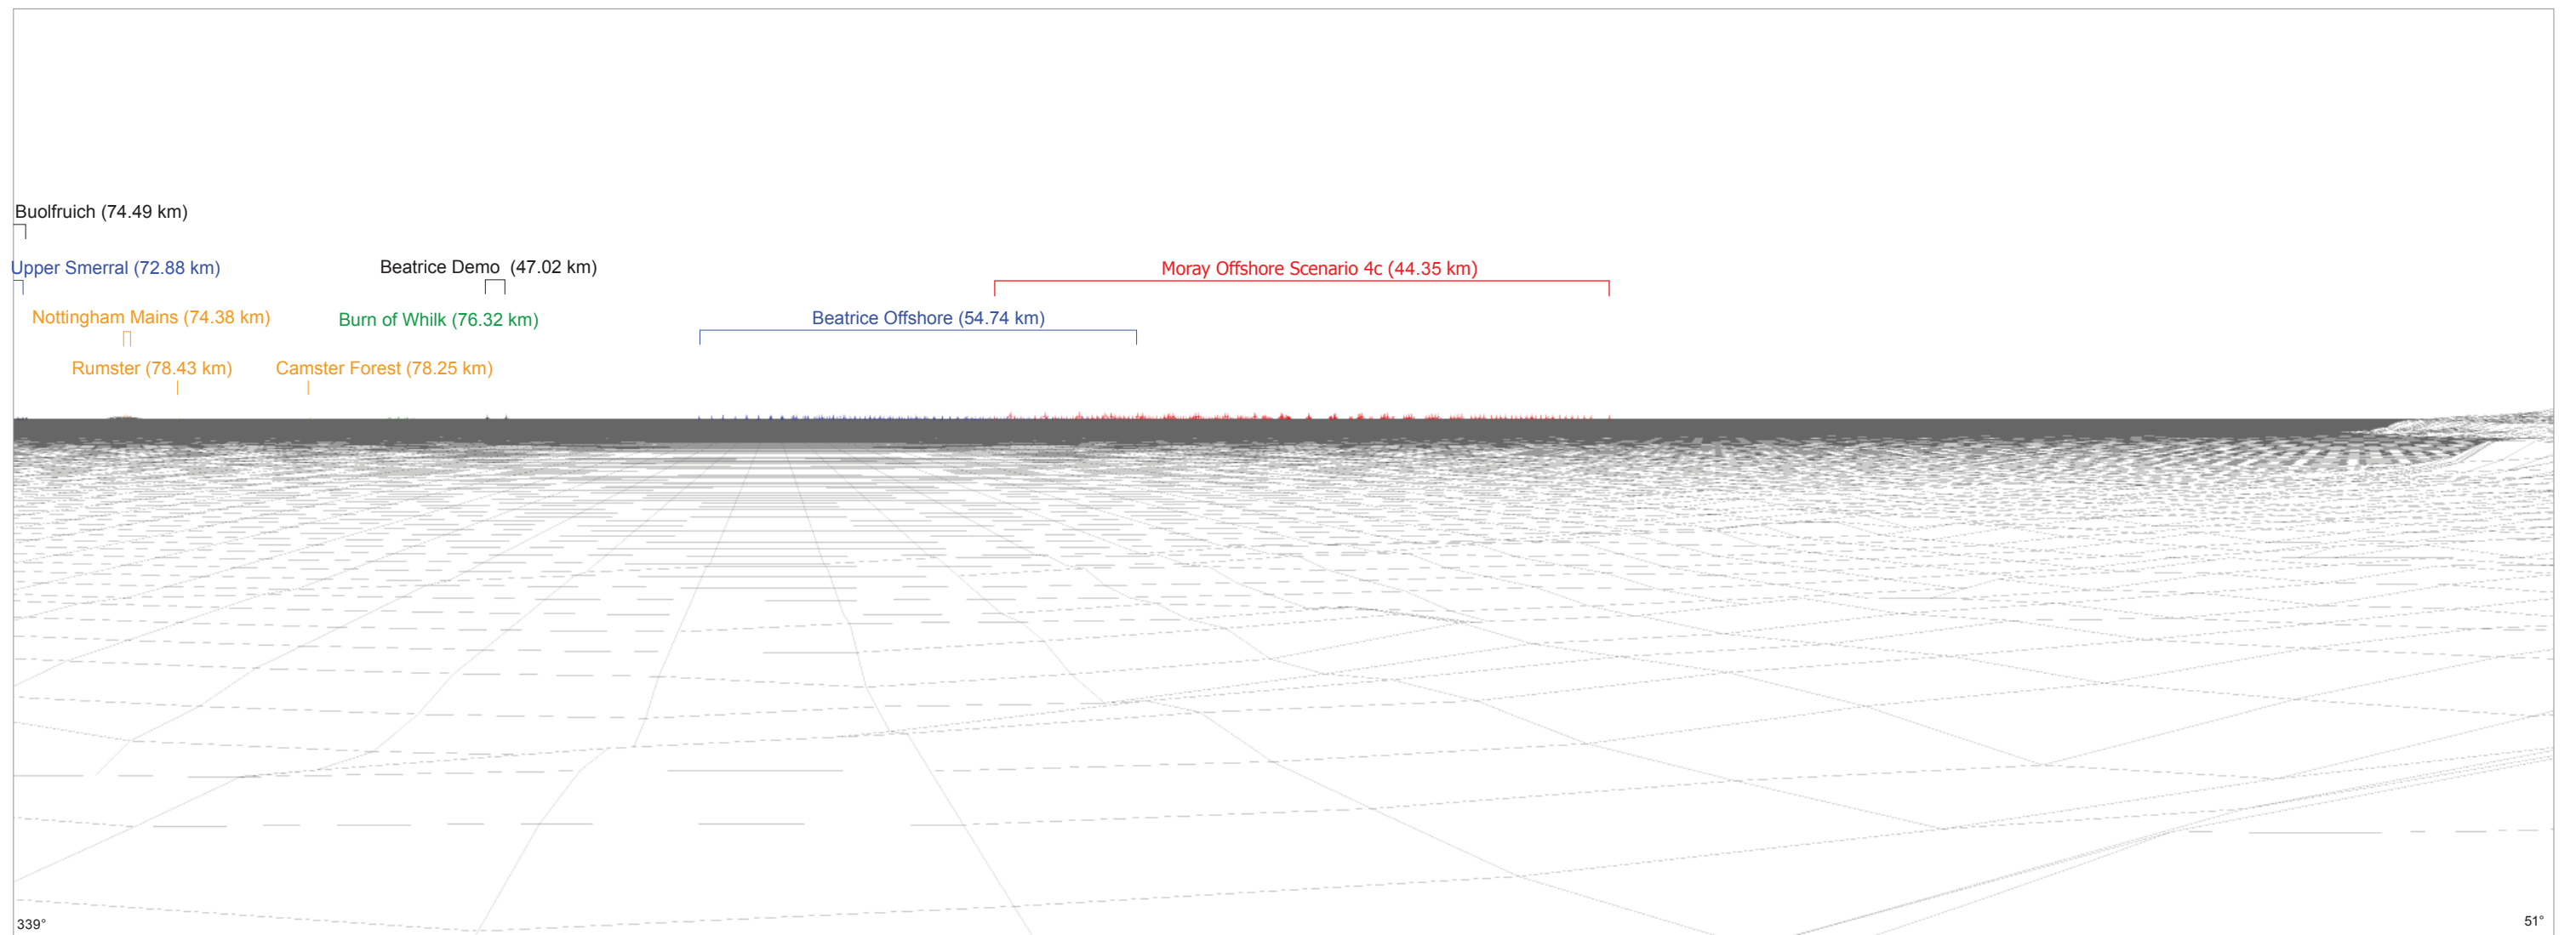 Buolfruich (74.49 km)
Upper Smerral (72.88 km)
Beatrice Demo (47.02 km)
Moray Offshore Scenario 4c (44.35 km)
Nottingham Mains (74.38 km)
Burn of Whilk (76.32 km)
Beatrice Offshore (54.74 km)
Rumster (78.43 km)
Camster Forest (78.25 km)
339°
51°